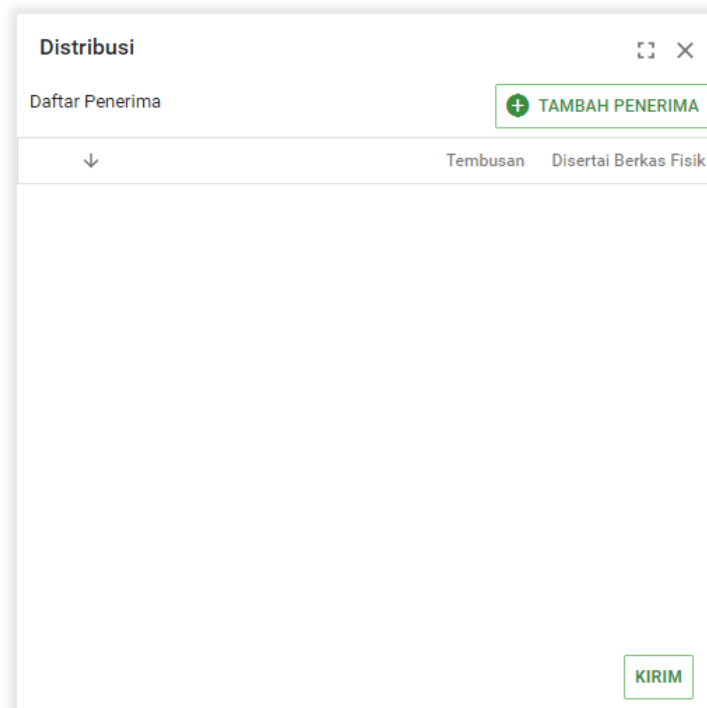 Distribusi
Daftar Penerima
TAMBAH PENERIMA
Tembusan Disertai Berkas Fisik
KIRIM